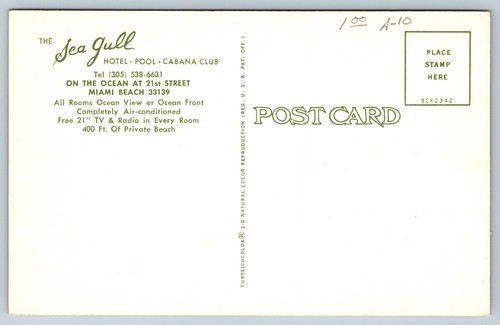 THE Sea Gull
HOTEL • POOL • CABANA CLUB
Tel (305) 538-6631
ON THE OCEAN AT 21st STREET
MIAMI BEACH 33139
All Rooms Ocean View or Ocean Front
Completely Air-conditioned
Free 21" TV & Radio in Every Room
400 Ft. Of Private Beach
CURTEICHCOLOR® 3-D NATURAL COLOR REPRODUCTION (REG. U. S. A. PAT. OFF.)
1.00 A-10
POST CARD
PLACE
STAMP
HERE
9CK2342